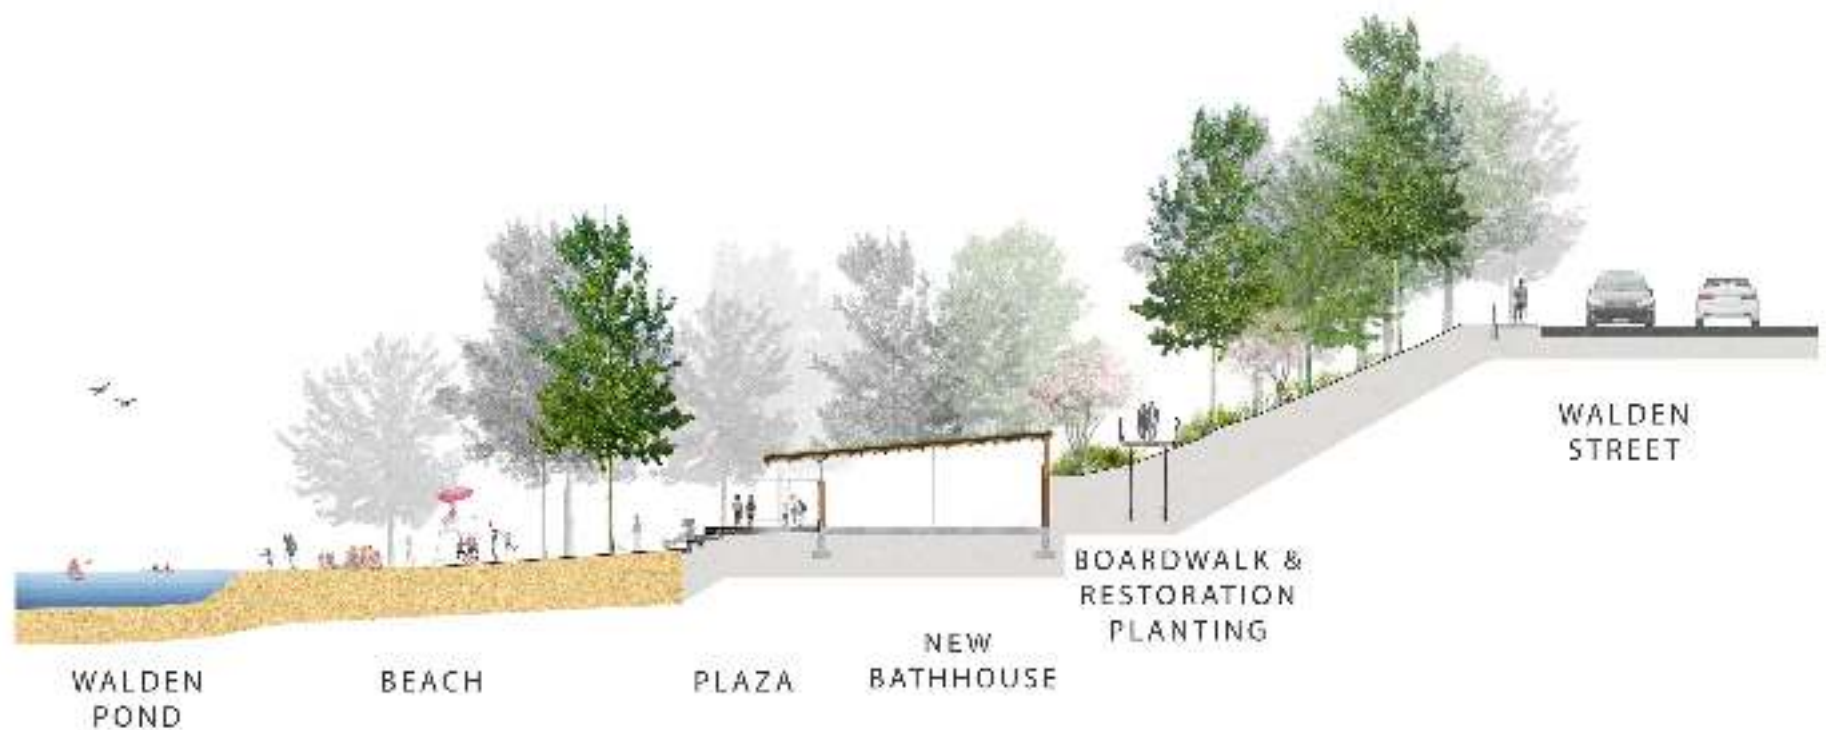 WALDEN
POND
BEACH
PLAZA
NEW
BATHHOUSE
BOARDWALK &
RESTORATION
PLANTING
WALDEN
STREET